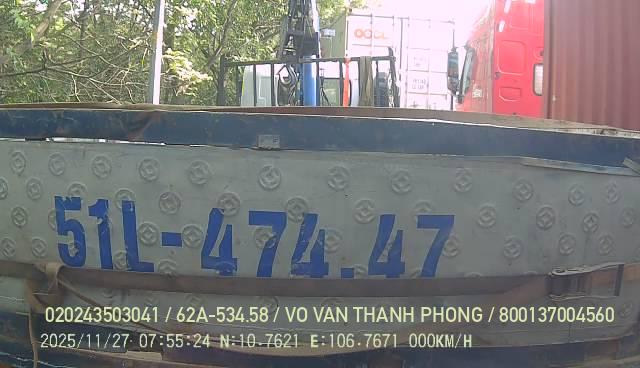 OOCL
51L-474.47
020243503041 / 62A-534.58 / VO VAN THANH PHONG / 800137004560
2025/11/27 07:55:24 N:10.7621 E:106.7671 000KM/H